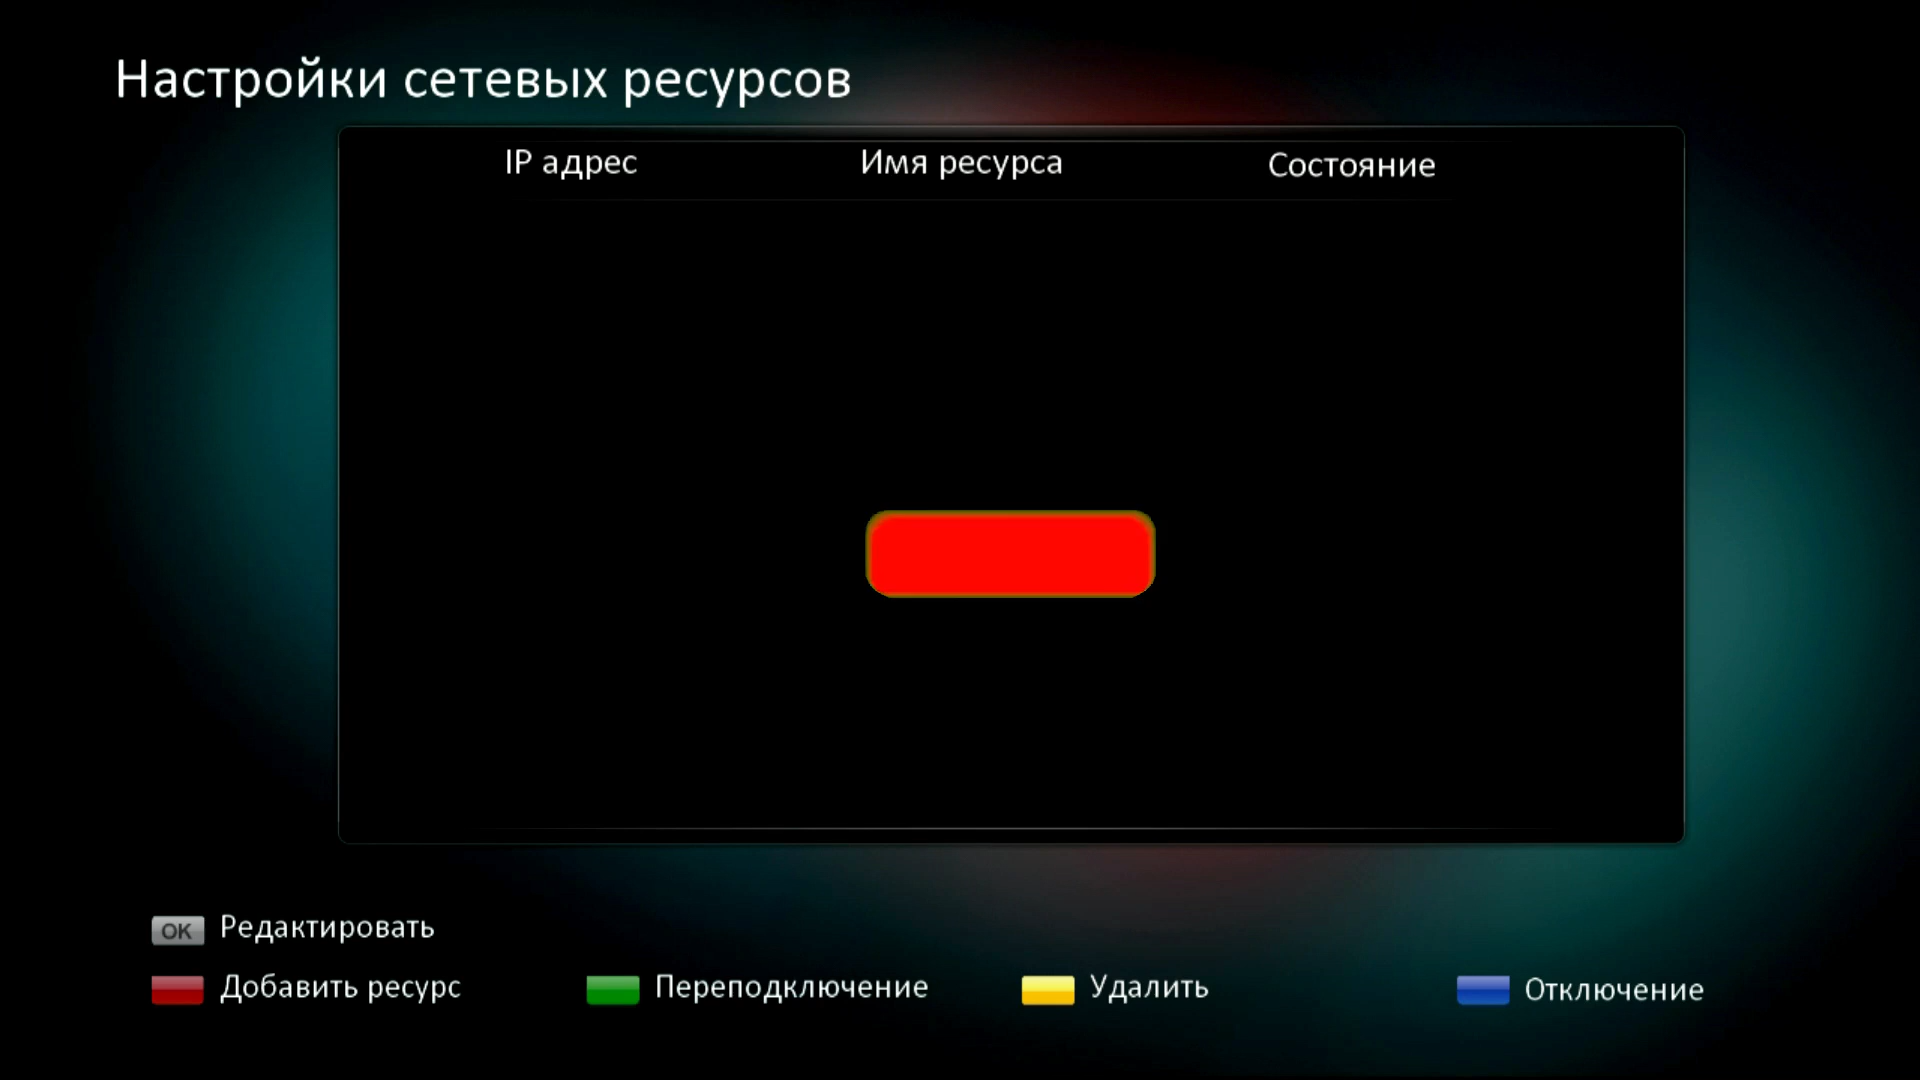 Настройки сетевых ресурсов
IP адрес Имя ресурса Состояние
OK Редактировать
Добавить ресурс Переподключение Удалить Отключение